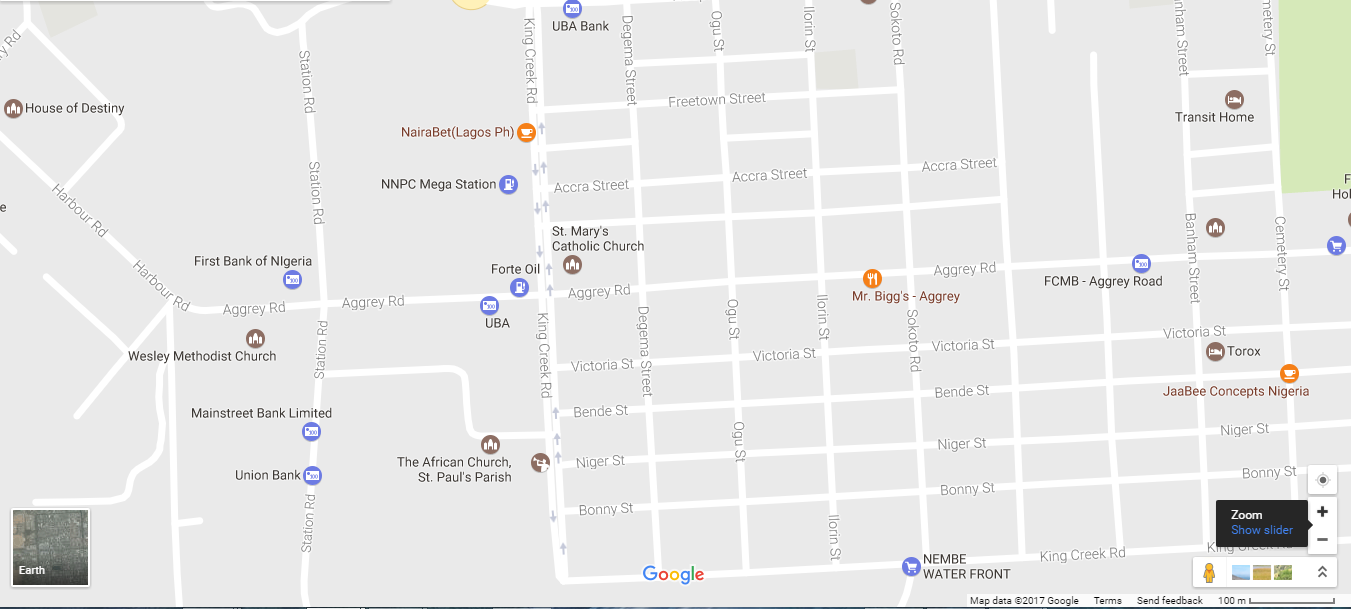 UBA Bank
King Creek Rd
Degema Street
Ogu St
Ilorin St
Sokoto Rd
Banham Street
Cemetery St
Station Rd
House of Destiny
Freetown Street
Transit Home
NairaBet(Lagos Ph)
Accra Street
NNPC Mega Station
Accra Street
Accra Street
Station Rd
Harbour Rd
St. Mary's
Catholic Church
Banham Street
Cemetery St
First Bank of NIgeria
Forte Oil
Aggrey Rd
FCMB - Aggrey Road
Harbour Rd
Aggrey Rd
Aggrey Rd
Aggrey Rd
Mr. Bigg's - Aggrey
UBA
Ogu St
Ilorin St
Sokoto Rd
Station Rd
King Creek Rd
Degema Street
Victoria St
Wesley Methodist Church
Victoria St
Victoria St
Victoria St
Torox
JaaBee Concepts Nigeria
Mainstreet Bank Limited
Bende St
Bende St
Ogu St
Niger St
Niger St
Niger St
The African Church,
St. Paul's Parish
Union Bank
Bonny St
Bonny St
Bonny St
Station Rd
Ilorin St
Zoom
Show slider
King Creek Rd
King Creek Rd
NEMBE
WATER FRONT
Earth
Google
Map data ©2017 Google
Terms
Send feedback
100 m